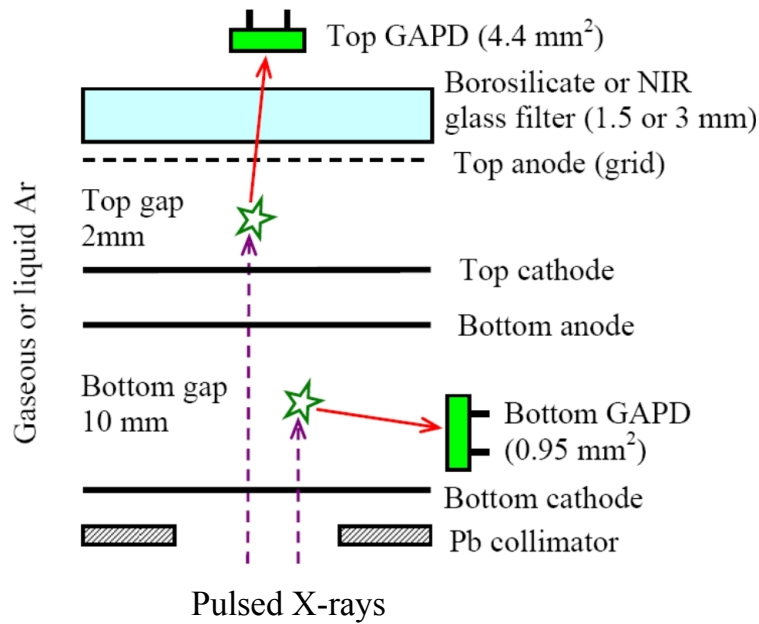 Top GAPD (4.4 mm²)
Borosilicate or NIR
glass filter (1.5 or 3 mm)
Top anode (grid)
Top gap
2mm
Gaseous or liquid Ar
Top cathode
Bottom anode
Bottom gap
10 mm
Bottom GAPD
(0.95 mm²)
Bottom cathode
Pb collimator
Pulsed X-rays